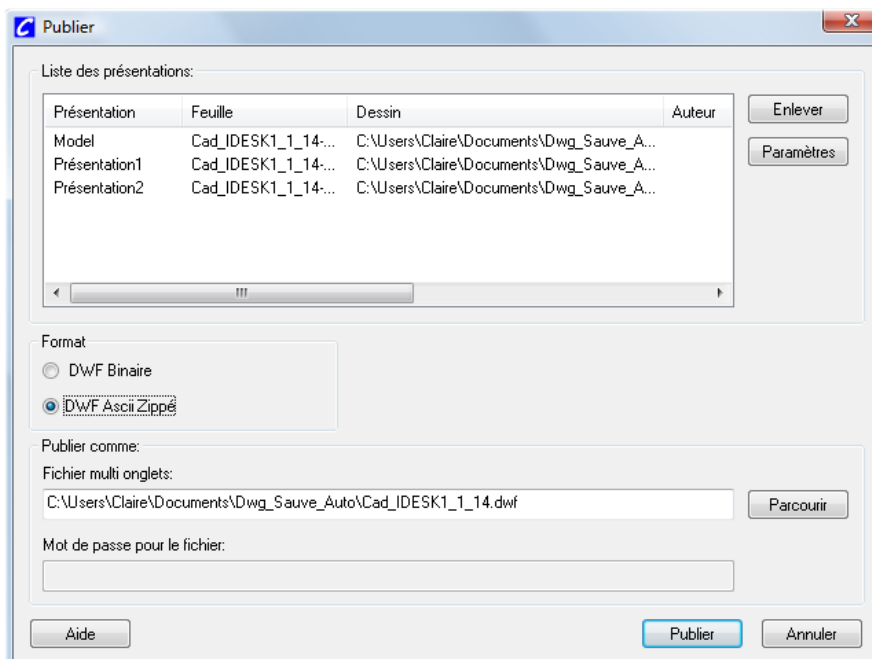 Publier
Liste des présentations:
Présentation Feuille Dessin Auteur
Enlever
Model Cad_IDESK1_1_14-... C:\Users\Claire\Documents\Dwg_Sauve_A...
Paramètres
Présentation1 Cad_IDESK1_1_14-... C:\Users\Claire\Documents\Dwg_Sauve_A...
Présentation2 Cad_IDESK1_1_14-... C:\Users\Claire\Documents\Dwg_Sauve_A...
Format
DWF Binaire
DWF Ascii Zippé
Publier comme:
Fichier multi onglets:
C:\Users\Claire\Documents\Dwg_Sauve_Auto\Cad_IDESK1_1_14.dwf
Parcourir
Mot de passe pour le fichier:
Aide
Publier
Annuler